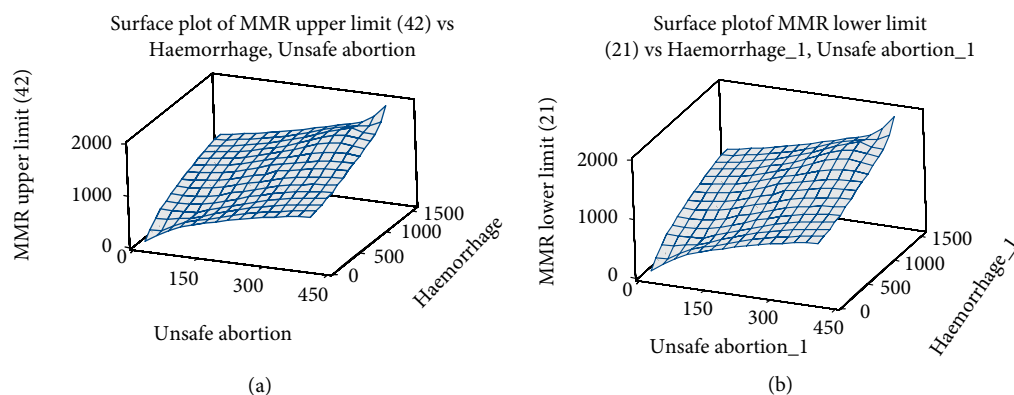 Surface plot of MMR upper limit (42) vs
Haemorrhage, Unsafe abortion
MMR upper limit (42)
2000
1000
0
0
150
300
450
0
500
1000
1500
Haemorrhage
Unsafe abortion
(a)
Surface plotof MMR lower limit
(21) vs Haemorrhage_1, Unsafe abortion_1
MMR lower limit (21)
2000
1000
0
0
150
300
450
0
500
1000
1500
Haemorrhage_1
Unsafe abortion_1
(b)